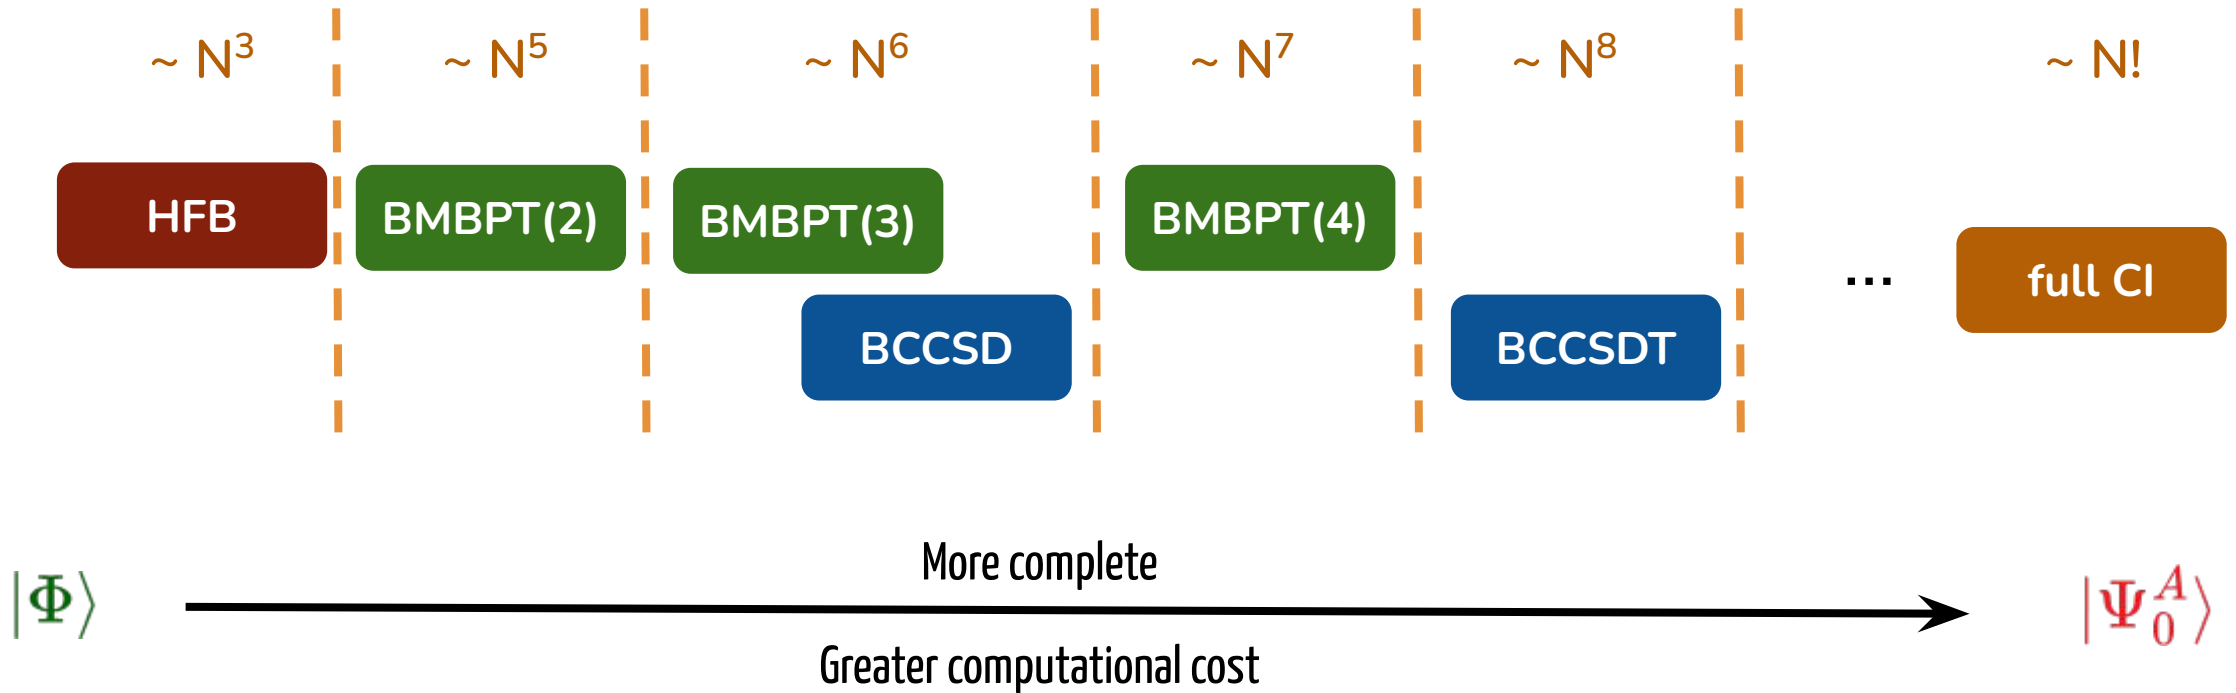 ~ N³ ~ N⁵ ~ N⁶ ~ N⁷ ~ N⁸ ~ N!
HFB BMBPT(2) BMBPT(3) BMBPT(4)
full CI
...
BCCSD BCCSDT
More complete
|Φ⟩ |Ψ₀ᴬ⟩
Greater computational cost